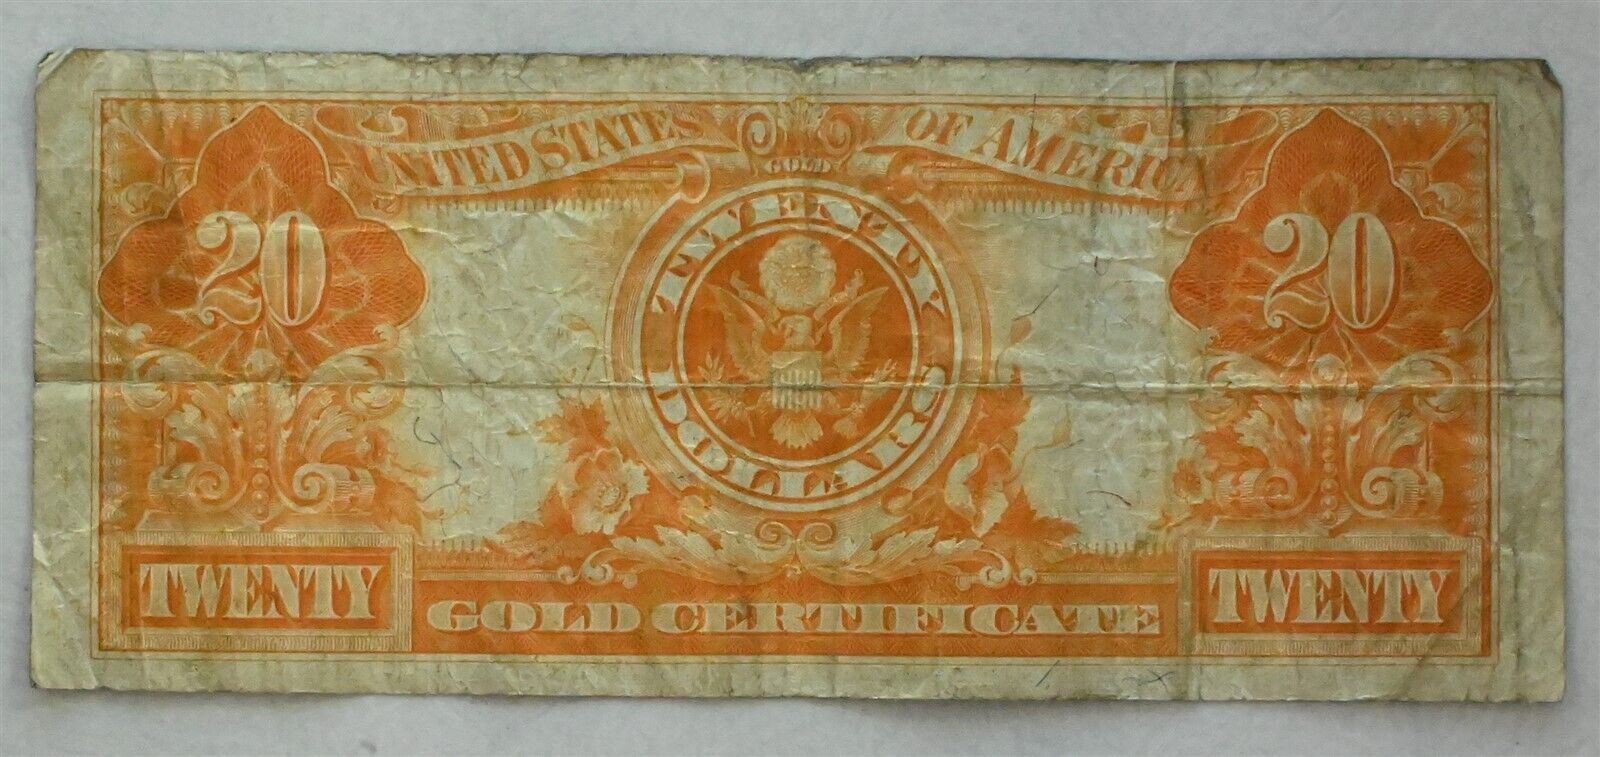 UNITED STATES OF AMERICA
GOLD
20
20
TWENTY
DOLLARS
TWENTY
GOLD CERTIFICATE
TWENTY